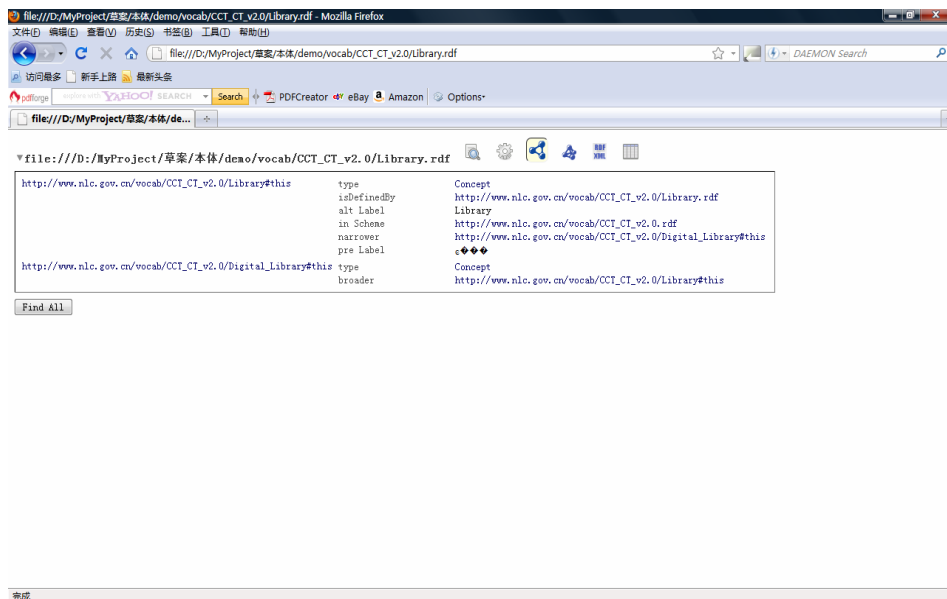 file:///D:/MyProject/草案/本体/demo/vocab/CCT_CT_v2.0/Library.rdf - Mozilla Firefox
文件(F) 编辑(E) 查看(V) 历史(S) 书签(B) 工具(T) 帮助(H)
file:///D:/MyProject/草案/本体/demo/vocab/CCT_CT_v2.0/Library.rdf DAEMON Search
访问最多 新手上路 最新头条
pdfforge YAHOO! SEARCH Search PDFCreator eBay Amazon Options
file:///D:/MyProject/草案/本体/de...
file:///D:/MyProject/草案/本体/demo/vocab/CCT_CT_v2.0/Library.rdf RDF XML
http://www.nlc.gov.cn/vocab/CCT_CT_v2.0/Library#this type Concept
isDefinedBy http://www.nlc.gov.cn/vocab/CCT_CT_v2.0/Library.rdf
alt Label Library
in Scheme http://www.nlc.gov.cn/vocab/CCT_CT_v2.0.rdf
narrower http://www.nlc.gov.cn/vocab/CCT_CT_v2.0/Digital_Library#this
pre Label
http://www.nlc.gov.cn/vocab/CCT_CT_v2.0/Digital_Library#this type Concept
broader http://www.nlc.gov.cn/vocab/CCT_CT_v2.0/Library#this
Find All
完成